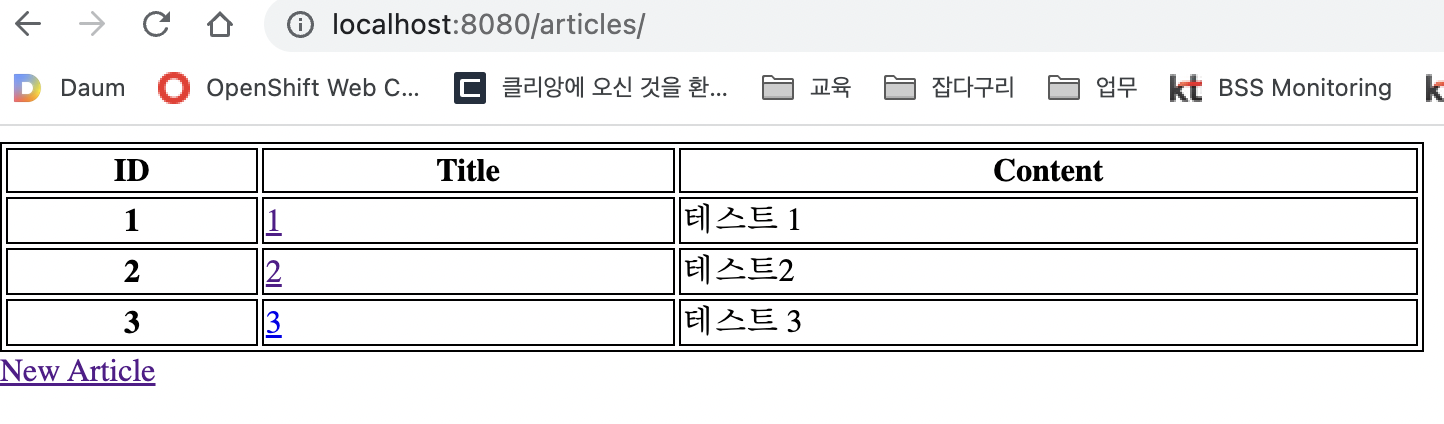 localhost:8080/articles/
Daum OpenShift Web C... 클리앙에 오신 것을 환... 교육 잡다구리 업무 kt BSS Monitoring
ID Title Content
1 1 테스트 1
2 2 테스트2
3 3 테스트 3
New Article